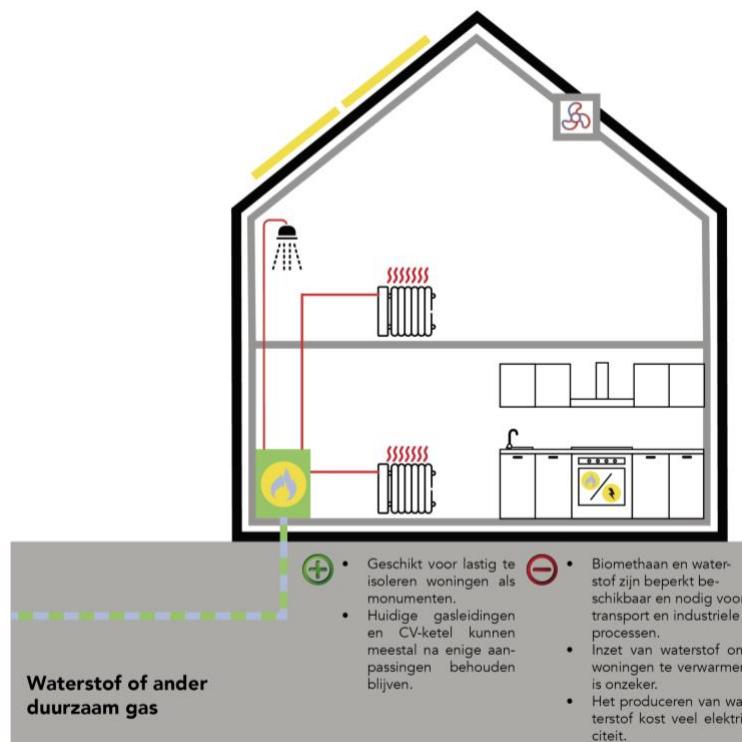 Waterstof of ander
duurzaam gas
• Geschikt voor lastig te
isoleren woningen als
monumenten.
• Huidige gasleidingen
en CV-ketel kunnen
meestal na enige aan-
passingen behouden
blijven.
• Biomethaan en water-
stof zijn beperkt be-
schikbaar en nodig voor
transport en industriele
processen.
• Inzet van waterstof om
woningen te verwarmen
is onzeker.
• Het produceren van wa
terstof kost veel elektri
citeit.